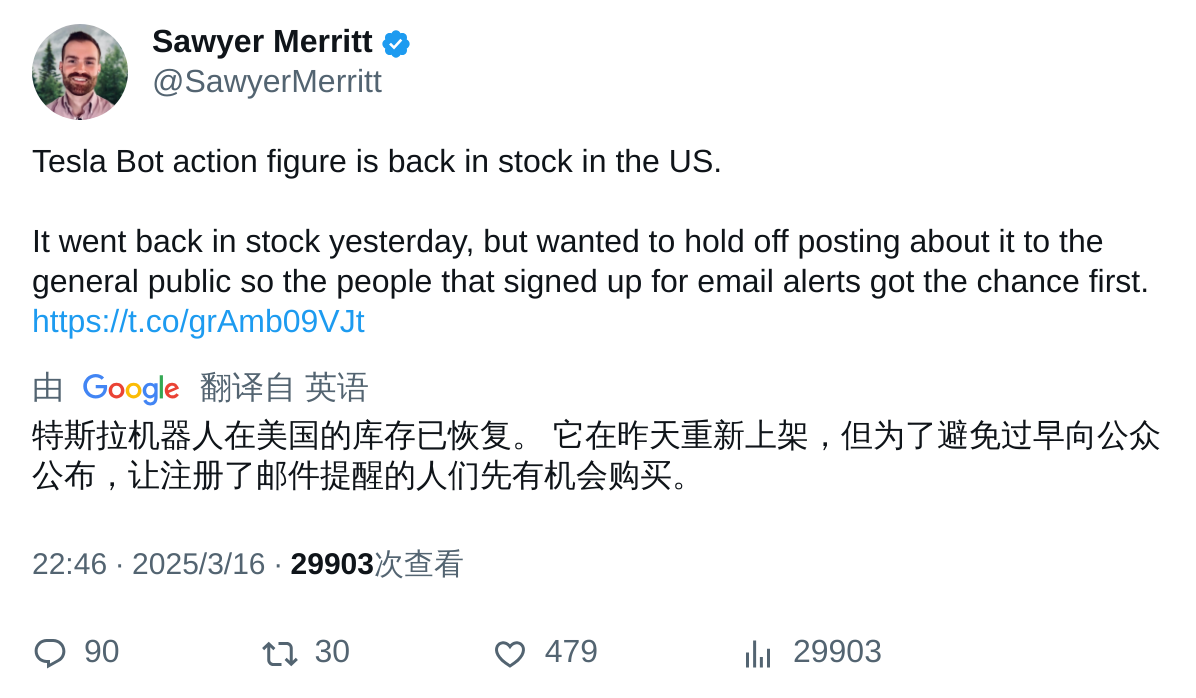 Sawyer Merritt
@SawyerMerritt
Tesla Bot action figure is back in stock in the US.
It went back in stock yesterday, but wanted to hold off posting about it to the
general public so the people that signed up for email alerts got the chance first.
https://t.co/grAmb09VJt
由 Google 翻译自 英语
特斯拉机器人在美国的库存已恢复。 它在昨天重新上架，但为了避免过早向公众
公布，让注册了邮件提醒的人们先有机会购买。
22:46 · 2025/3/16 · 29903次查看
90 30 479 29903